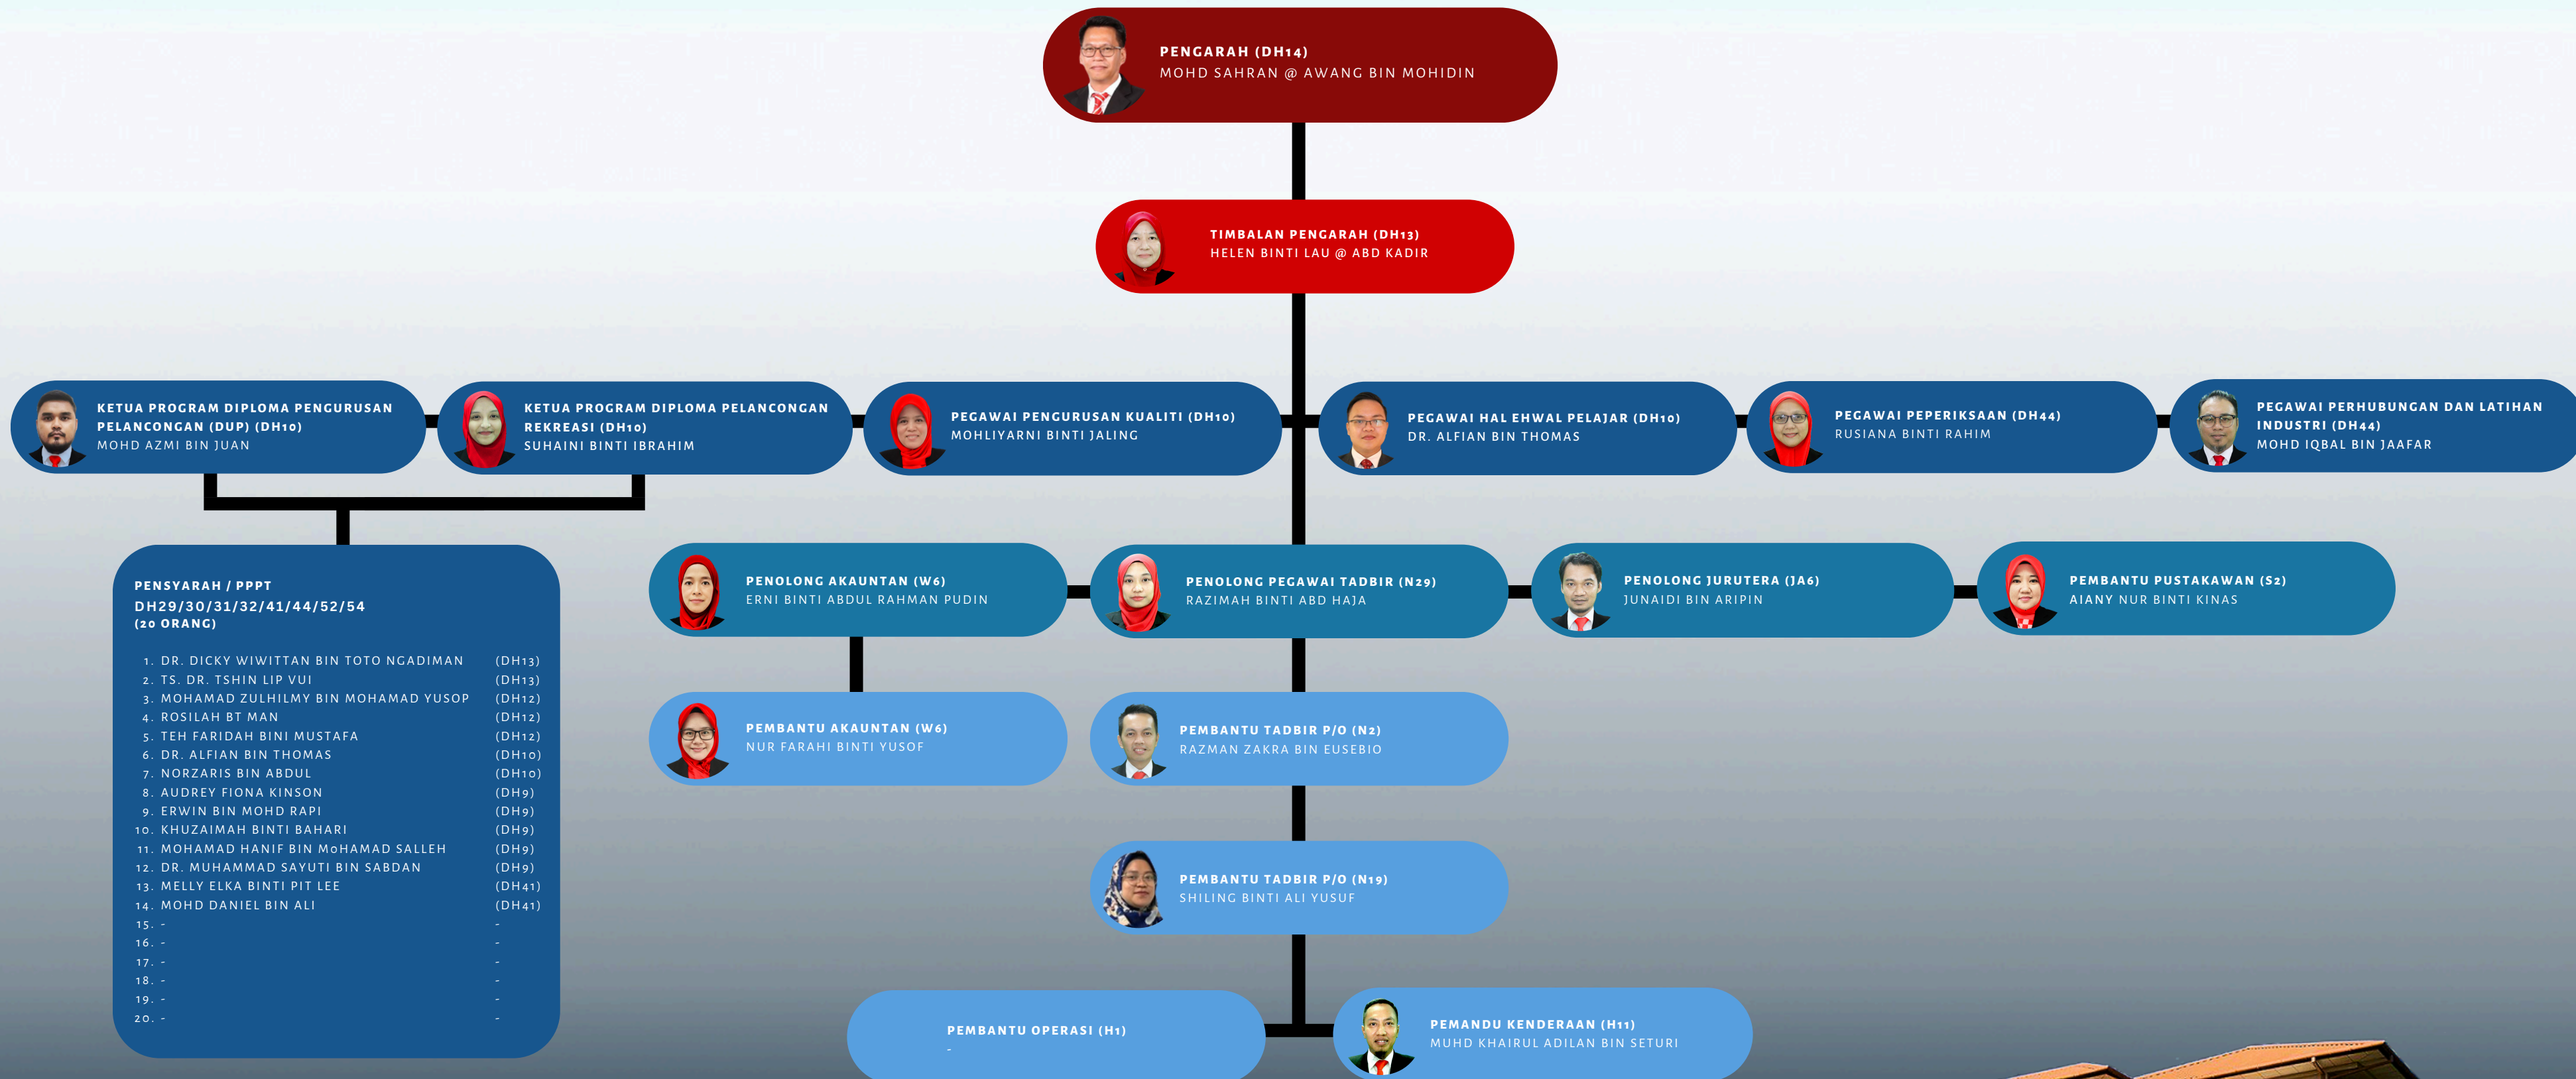 PENGARAH (DH14)
MOHD SAHRAN @ AWANG BIN MOHIDIN
TIMBALAN PENGARAH (DH13)
HELEN BINTI LAU @ ABD KADIR
KETUA PROGRAM DIPLOMA PENGURUSAN
PELANCONGAN (DUP) (DH10)
MOHD AZMI BIN JUAN
KETUA PROGRAM DIPLOMA PELANCONGAN
REKREASI (DH10)
SUHAINI BINTI IBRAHIM
PEGAWAI PENGURUSAN KUALITI (DH10)
MOHLIYARNI BINTI JALING
PEGAWAI HAL EHWAL PELAJAR (DH10)
DR. ALFIAN BIN THOMAS
PEGAWAI PEPERIKSAAN (DH44)
RUSIANA BINTI RAHIM
PEGAWAI PERHUBUNGAN DAN LATIHAN
INDUSTRI (DH44)
MOHD IQBAL BIN JAAFAR
PENSYARAH / PPPT
DH29/30/31/32/41/44/52/54
(20 ORANG)
1. DR. DICKY WIWITTAN BIN TOTO NGADIMAN (DH13)
2. TS. DR. TSHIN LIP VUI (DH13)
3. MOHAMAD ZULHILMY BIN MOHAMAD YUSOP (DH12)
4. ROSILAH BT MAN (DH12)
5. TEH FARIDAH BINI MUSTAFA (DH12)
6. DR. ALFIAN BIN THOMAS (DH10)
7. NORZARIS BIN ABDUL (DH10)
8. AUDREY FIONA KINSON (DH9)
9. ERWIN BIN MOHD RAPI (DH9)
10. KHUZAIMAH BINTI BAHARI (DH9)
11. MOHAMAD HANIF BIN M0HAMAD SALLEH (DH9)
12. DR. MUHAMMAD SAYUTI BIN SABDAN (DH9)
13. MELLY ELKA BINTI PIT LEE (DH41)
14. MOHD DANIEL BIN ALI (DH41)
15. - -
16. - -
17. - -
18. - -
19. - -
20. - -
PENOLONG AKAUNTAN (W6)
ERNI BINTI ABDUL RAHMAN PUDIN
PENOLONG PEGAWAI TADBIR (N29)
RAZIMAH BINTI ABD HAJA
PENOLONG JURUTERA (JA6)
JUNAIDI BIN ARIPIN
PEMBANTU PUSTAKAWAN (S2)
AIANY NUR BINTI KINAS
PEMBANTU AKAUNTAN (W6)
NUR FARAHI BINTI YUSOF
PEMBANTU TADBIR P/O (N2)
RAZMAN ZAKRA BIN EUSEBIO
PEMBANTU TADBIR P/O (N19)
SHILING BINTI ALI YUSUF
PEMBANTU OPERASI (H1)
-
PEMANDU KENDERAAN (H11)
MUHD KHAIRUL ADILAN BIN SETURI